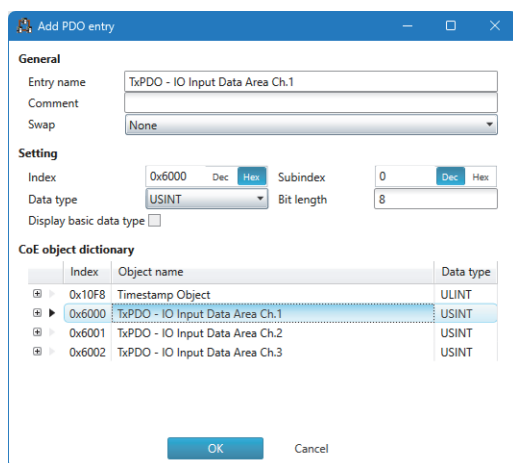 Add PDO entry
General
Entry name TxPDO - IO Input Data Area Ch.1
Comment
Swap None
Setting
Index 0x6000 Dec Hex Subindex 0 Dec Hex
Data type USINT Bit length 8
Display basic data type
CoE object dictionary
Index Object name Data type
0x10F8 Timestamp Object ULINT
0x6000 TxPDO - IO Input Data Area Ch.1 USINT
0x6001 TxPDO - IO Input Data Area Ch.2 USINT
0x6002 TxPDO - IO Input Data Area Ch.3 USINT
OK Cancel